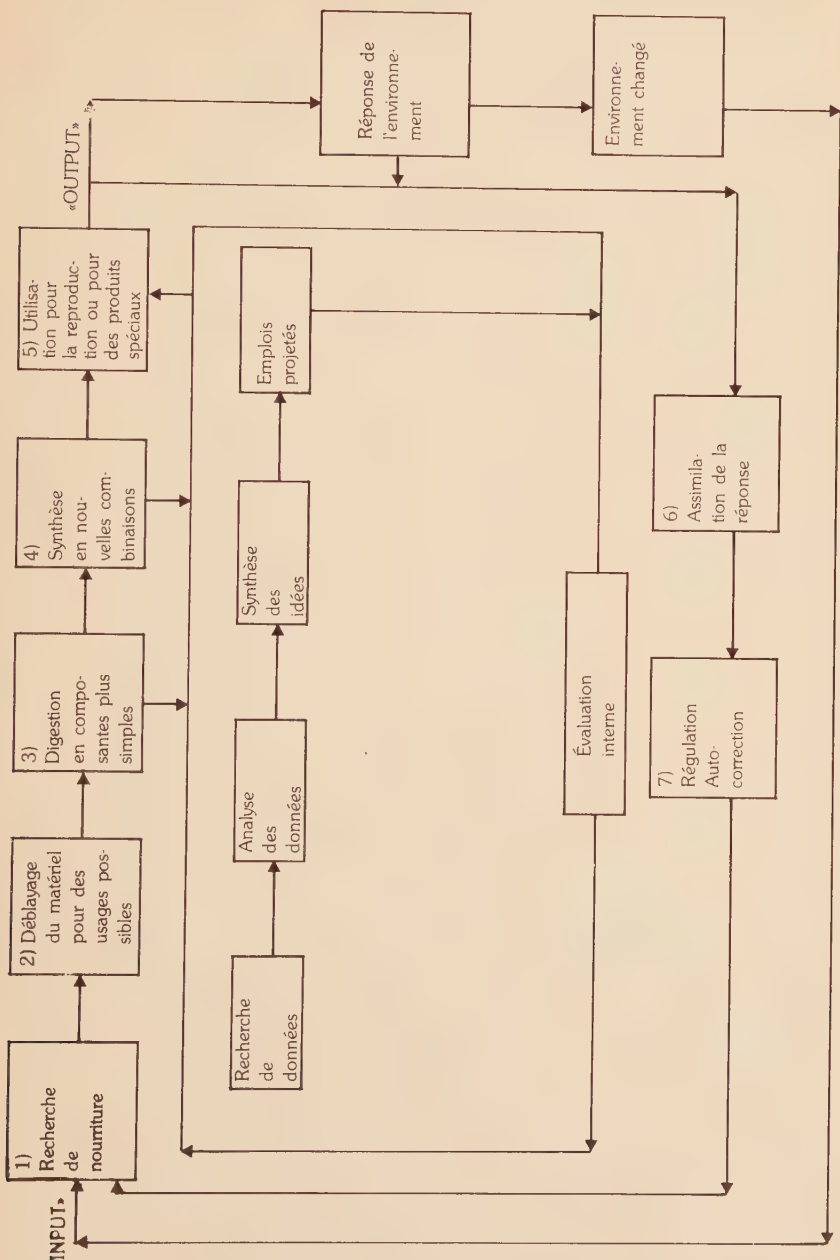 «INPUT»
1)
Recherche
de
nourriture
2) Déblayage
du matériel
pour des
usages pos-
sibles
3)
Digestion
en compo-
santes plus
simples
4)
Synthèse
en nou-
velles com-
binaisons
5) Utilisa-
tion pour
la reproduc-
tion ou pour
des produits
spéciaux
«OUTPUT»
Réponse de
l'environne-
ment
Environne-
ment changé
Recherche
de
données
Analyse
des
données
Synthèse
des
idées
Emplois
projetés
Évaluation
interne
6)
Assimila-
tion de la
réponse
7)
Régulation
Auto-
correction